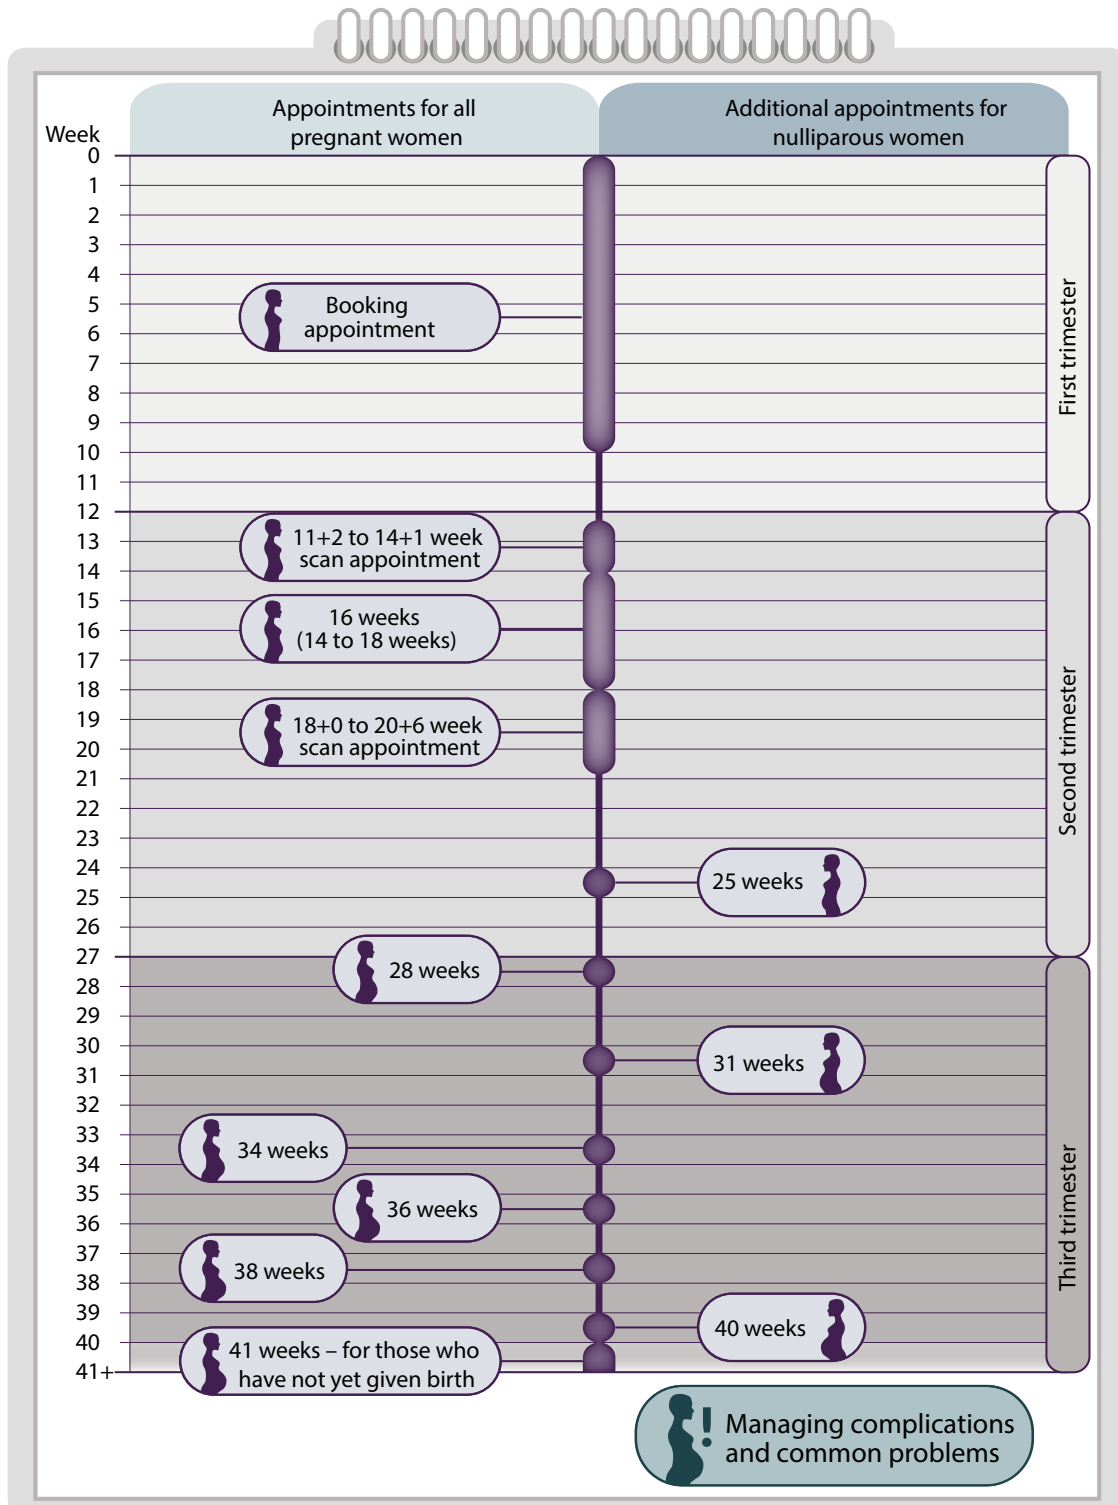 Appointments for all
pregnant women
Additional appointments for
nulliparous women
Week
0
1
2
3
4
5
6
7
8
9
10
11
12
13
14
15
16
17
18
19
20
21
22
23
24
25
26
27
28
29
30
31
32
33
34
35
36
37
38
39
40
41+
Booking
appointment
11+2 to 14+1 week
scan appointment
16 weeks
(14 to 18 weeks)
18+0 to 20+6 week
scan appointment
25 weeks
28 weeks
31 weeks
34 weeks
36 weeks
38 weeks
40 weeks
41 weeks – for those who
have not yet given birth
First trimester
Second trimester
Third trimester
! Managing complications
and common problems